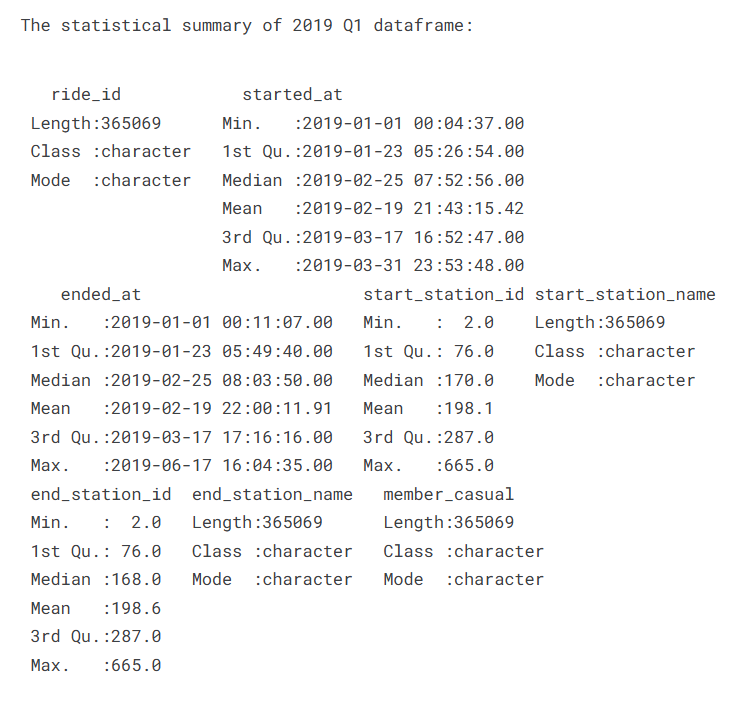 The statistical summary of 2019 Q1 dataframe:
ride_id started_at
Length:365069 Min. :2019-01-01 00:04:37.00
Class :character 1st Qu.:2019-01-23 05:26:54.00
Mode :character Median :2019-02-25 07:52:56.00
Mean :2019-02-19 21:43:15.42
3rd Qu.:2019-03-17 16:52:47.00
Max. :2019-03-31 23:53:48.00
ended_at start_station_id start_station_name
Min. :2019-01-01 00:11:07.00 Min. : 2.0 Length:365069
1st Qu.:2019-01-23 05:49:40.00 1st Qu.: 76.0 Class :character
Median :2019-02-25 08:03:50.00 Median :170.0 Mode :character
Mean :2019-02-19 22:00:11.91 Mean :198.1
3rd Qu.:2019-03-17 17:16:16.00 3rd Qu.:287.0
Max. :2019-06-17 16:04:35.00 Max. :665.0
end_station_id end_station_name member_casual
Min. : 2.0 Length:365069 Length:365069
1st Qu.: 76.0 Class :character Class :character
Median :168.0 Mode :character Mode :character
Mean :198.6
3rd Qu.:287.0
Max. :665.0